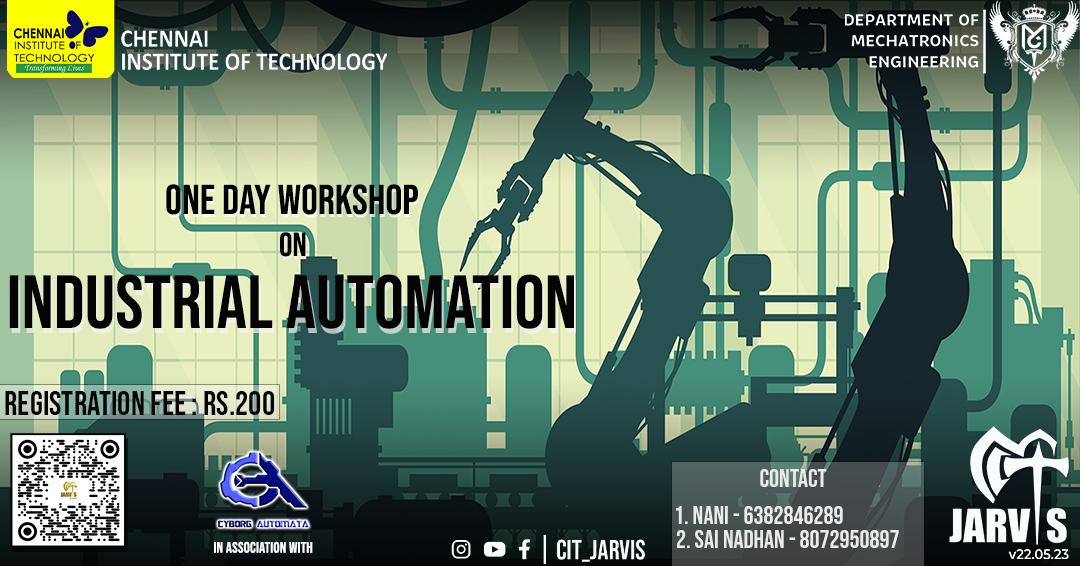 CHENNAI
INSTITUTE OF
TECHNOLOGY
Transforming Lives
CHENNAI
INSTITUTE OF TECHNOLOGY
DEPARTMENT OF
MECHATRONICS
ENGINEERING
ONE DAY WORKSHOP
ON
INDUSTRIAL AUTOMATION
REGISTRATION FEE : RS.200
CYBORG AUTOMATA
IN ASSOCIATION WITH
CIT_JARVIS
CONTACT
1. NANI - 6382846289
2. SAI NADHAN - 8072950897
JARVIS
v22.05.23